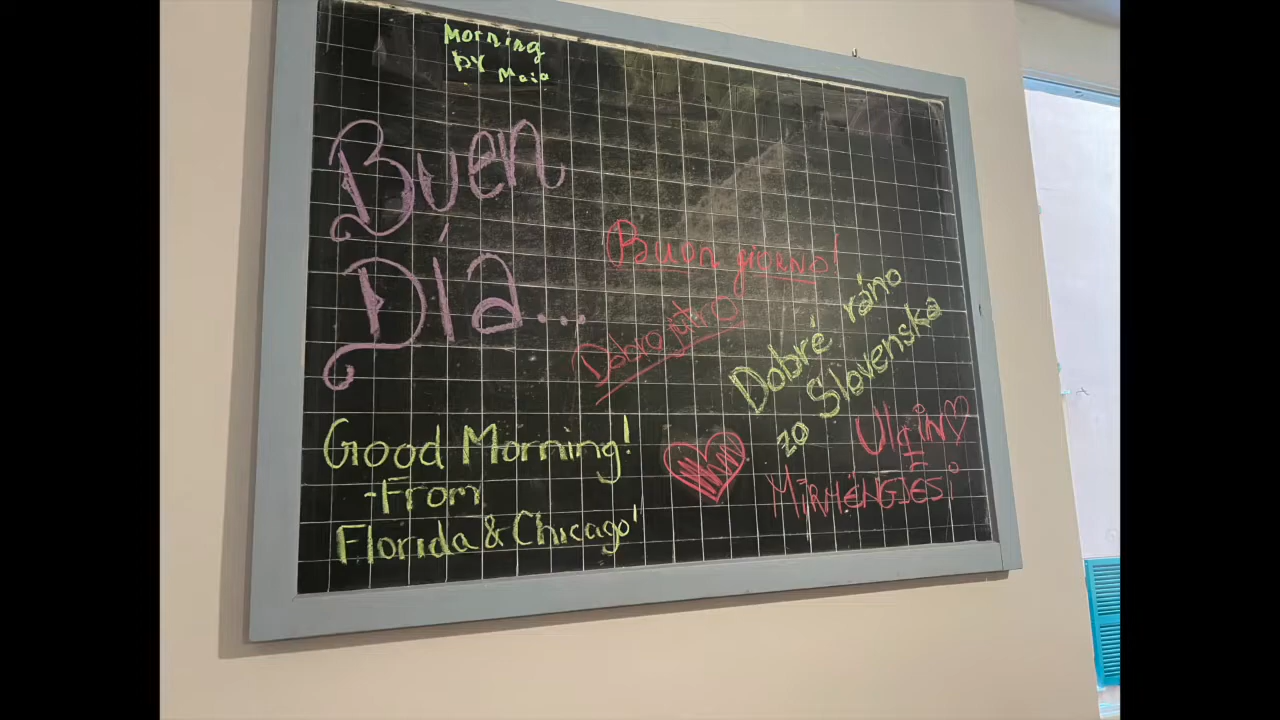 Morning
by Maia
Buen
Día...
Buon giorno!
Dobro jutro
Dobré ráno
zo Slovenska
Good Morning!
-From
Florida & Chicago!
Ulqin
MIRMËNGJES!